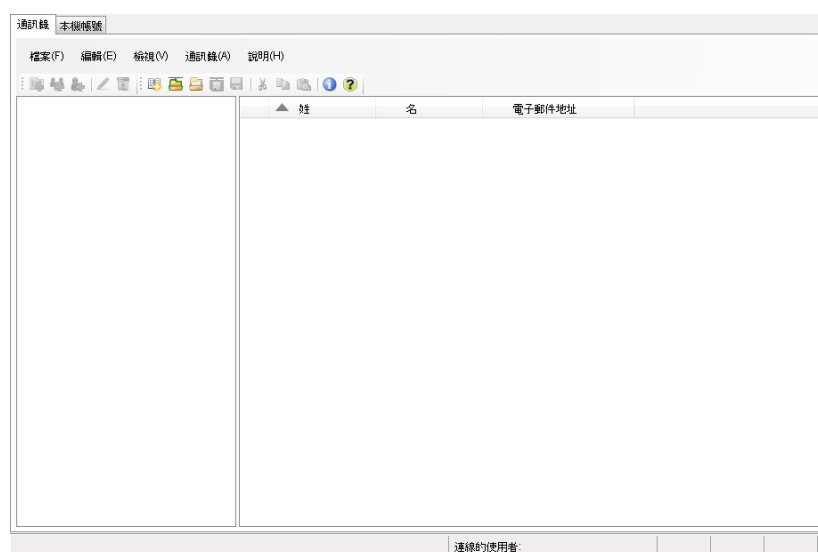 通訊錄 本機帳號
檔案(F) 編輯(E) 檢視(V) 通訊錄(A) 說明(H)
姓 名 電子郵件地址
連線的使用者: